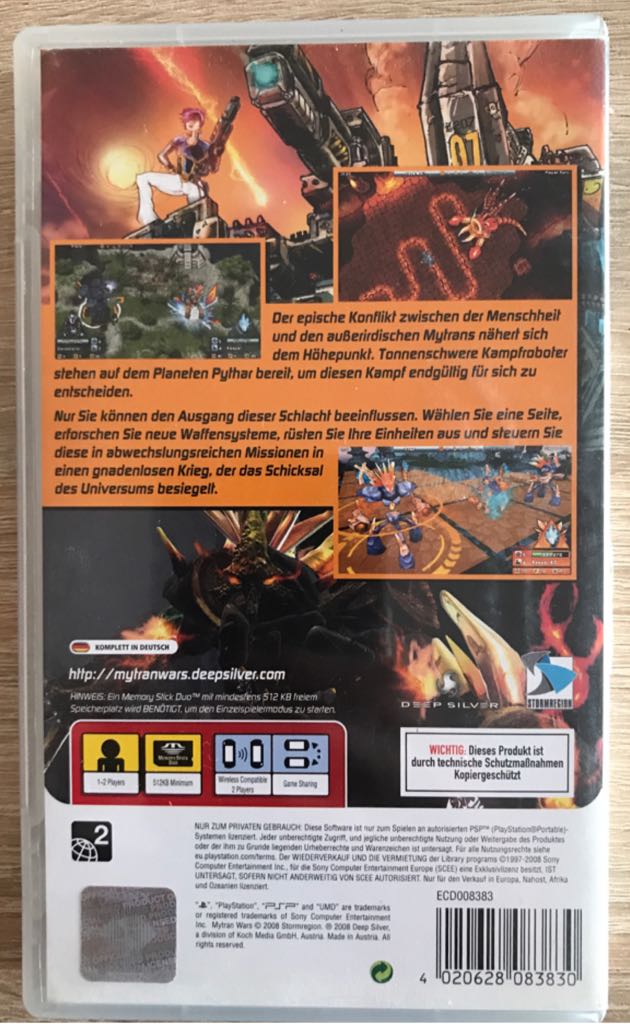 07
Der epische Konflikt zwischen der Menschheit
und den außerirdischen Mytrans nähert sich
dem Höhepunkt. Tonnenschwere Kampfroboter
stehen auf dem Planeten Pythar bereit, um diesen Kampf endgültig für sich zu
entscheiden.
Nur Sie können den Ausgang dieser Schlacht beeinflussen. Wählen Sie eine Seite,
erforschen Sie neue Waffensysteme, rüsten Sie Ihre Einheiten aus und steuern Sie
diese in abwechslungsreichen Missionen in
einen gnadenlosen Krieg, der das Schicksal
des Universums besiegelt.
KOMPLETT IN DEUTSCH
http://mytranwars.deepsilver.com
HINWEIS: Ein Memory Stick Duo™ mit mindestens 512 KB freiem
Speicherplatz wird BENÖTIGT, um den Einzelspielermodus zu starten.
DEEP SILVER
STORMREGION
MEMORY STICK
DUO
1-2 Players
512KB Minimum
Wireless Compatible
2 Players
Game Sharing
WICHTIG: Dieses Produkt ist
durch technische Schutzmaßnahmen
Kopiergeschützt
2
NUR ZUM PRIVATEN GEBRAUCH: Diese Software ist nur zum Spielen an autorisierten PSP™ (PlayStation®Portable)-
Systemen lizenziert. Jeder unberechtigte Zugriff, und jegliche unberechtigte Nutzung oder Weitergabe des Produktes
oder der ihm zu Grunde liegenden Urheberrechte und Warenzeichen ist untersagt. Für alle Nutzungsrechte siehe
eu.playstation.com/terms. Der WIEDERVERKAUF UND DIE VERMIETUNG der Library programs ©1997-2008 Sony
Computer Entertainment Inc., für die Sony Computer Entertainment Europe (SCEE) eine Exklusivlizenz besitzt, IST
UNTERSAGT, SOFERN NICHT ANDERWEITIG VON SCEE AUTORISIERT. Nur für den Verkauf in Europa, Nahost, Afrika
und Ozeanien lizenziert.
ECD008383
" ", "PlayStation", "PSP" and "UMD" are trademarks
or registered trademarks of Sony Computer Entertainment
Inc. Mytran Wars © 2008 Stormregion. ℗ 2008 Deep Silver,
a division of Koch Media GmbH, Austria. Made in Austria. All
rights reserved.
4 020628 083830